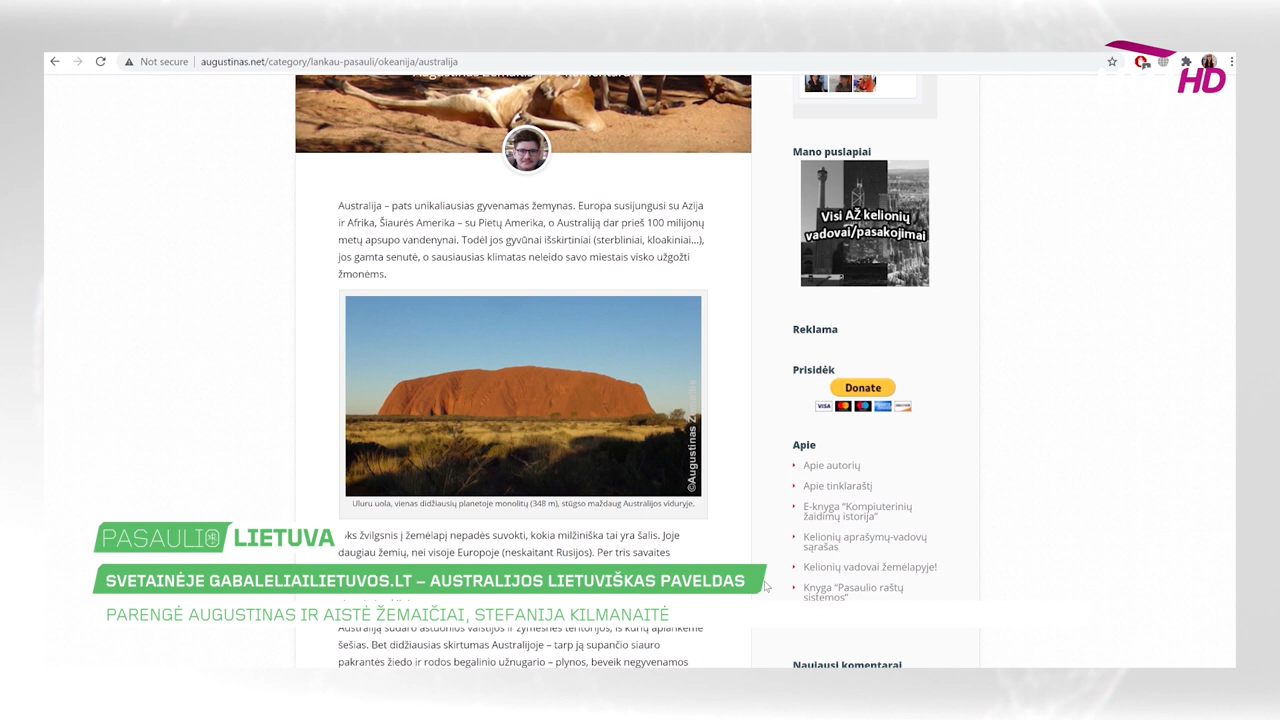 Not secure
augustinas.net/category/lankau-pasauli/okeanija/australija
HD
Australija – pats unikaliausias gyvenamas žemynas. Europa susijungusi su Azija
ir Afrika, Šiaurės Amerika – su Pietų Amerika, o Australiją dar prieš 100 milijonų
metų apsupo vandenynai. Todėl jos gyvūnai išskirtiniai (sterbliniai, kloakiniai...),
jos gamta senutė, o sausiausias klimatas neleido savo miestais visko užgožti
žmonėms.
©Augustinas
Uluru uola, vienas didžiausių planetoje monolitų (348 m), stūgso maždaug Australijos viduryje.
žvilgsnis į žemėlapį nepadės suvokti, kokia milžiniška tai yra šalis. Joje
daugiau žemių, nei visoje Europoje (neskaitant Rusijos). Per tris savaites
Australiją sudaro aštuonios valstijos ir žymesnės teritorijos, iš kurių aplankėme
šešias. Bet didžiausias skirtumas Australijoje – tarp ją supančio siauro
pakrantės žiedo ir rodos begalinio užnugario – plynos, beveik negyvenamos
Mano puslapiai
Visi AŽ kelionių
vadovai/pasakojimai
Reklama
Prisidėk
Donate
VISA
Apie
Apie autorių
Apie tinklaraštį
E-knyga “Kompiuterinių
žaidimų istorija”
Kelionių aprašymų-vadovų
sąrašas
Kelionių vadovai žemėlapyje!
Knyga “Pasaulio raštų
sistemos”
Naujausi komentarai
PASAULIO LIETUVA
SVETAINĖJE GABALELIAILIETUVOS.LT – AUSTRALIJOS LIETUVIŠKAS PAVELDAS
PARENGĖ AUGUSTINAS IR AISTĖ ŽEMAIČIAI, STEFANIJA KILMANAITĖ